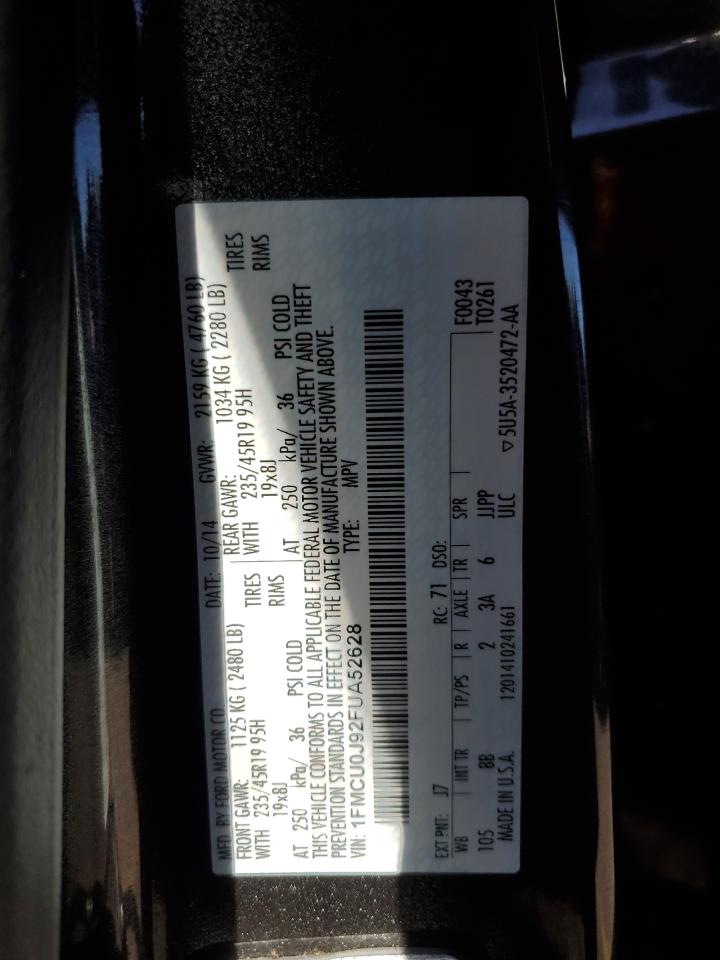 MFD. BY FORD MOTOR CO. DATE: 10/14 GVWR: 2159 KG ( 4760 LB)
FRONT GAWR: 1125 KG ( 2480 LB) REAR GAWR: 1034 KG ( 2280 LB)
WITH 235/45R19 95H TIRES WITH 235/45R19 95H TIRES
19x8J RIMS 19x8J RIMS
AT 250 kPa/ 36 PSI COLD AT 250 kPa/ 36 PSI COLD
THIS VEHICLE CONFORMS TO ALL APPLICABLE FEDERAL MOTOR VEHICLE SAFETY AND THEFT
PREVENTION STANDARDS IN EFFECT ON THE DATE OF MANUFACTURE SHOWN ABOVE.
VIN: 1FMCU0J92FUA52628 TYPE: MPV
EXT PNT: J7 RC: 71 DSO: F0043
WB INT TR TP/PS R AXLE TR SPR T0261
105 8B 2 3A 6 JJPP
MADE IN U.S.A. 1201410241661 ULC ▽5U5A-3520472-AA